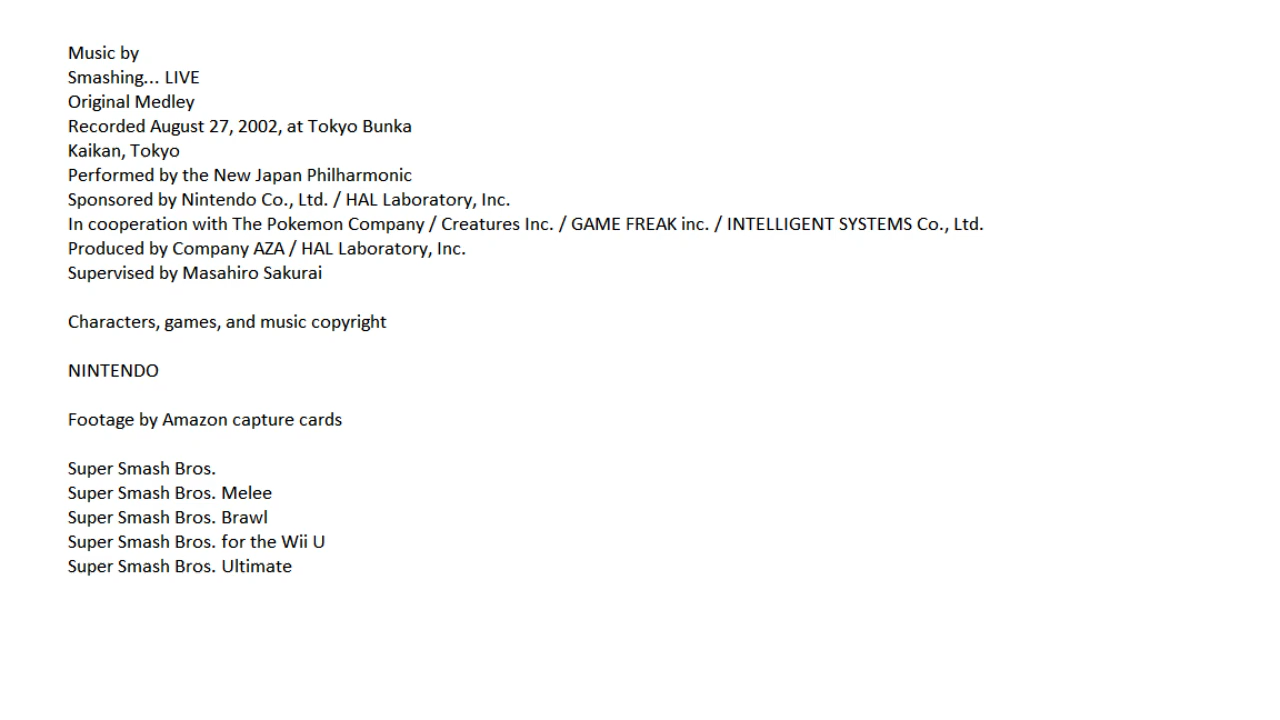 Music by
Smashing... LIVE
Original Medley
Recorded August 27, 2002, at Tokyo Bunka
Kaikan, Tokyo
Performed by the New Japan Philharmonic
Sponsored by Nintendo Co., Ltd. / HAL Laboratory, Inc.
In cooperation with The Pokemon Company / Creatures Inc. / GAME FREAK inc. / INTELLIGENT SYSTEMS Co., Ltd.
Produced by Company AZA / HAL Laboratory, Inc.
Supervised by Masahiro Sakurai
Characters, games, and music copyright
NINTENDO
Footage by Amazon capture cards
Super Smash Bros.
Super Smash Bros. Melee
Super Smash Bros. Brawl
Super Smash Bros. for the Wii U
Super Smash Bros. Ultimate